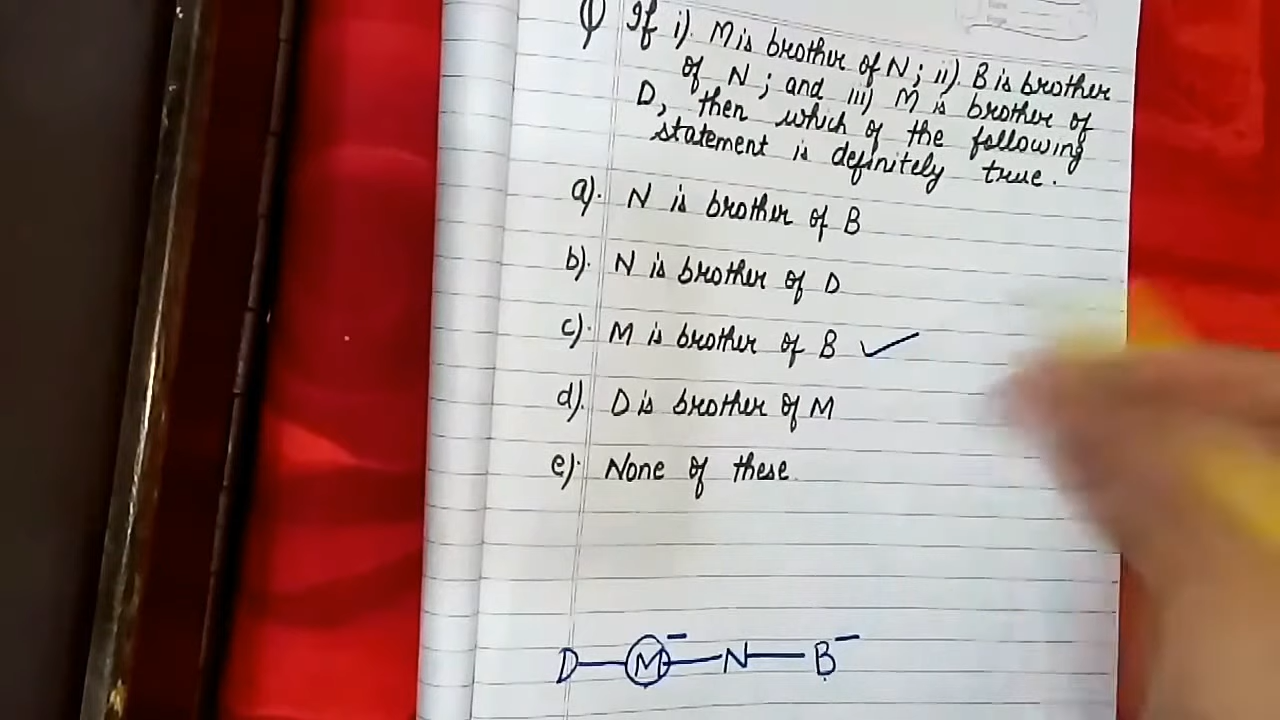 Q If i). M is brother of N; ii). B is brother
of N; and iii) M is brother of
D, then which of the following
statement is definitely true.
a). N is brother of B
b). N is brother of D
c). M is brother of B ✓
d). D is brother of M
e). None of these.
D—M⁻—N—B⁻